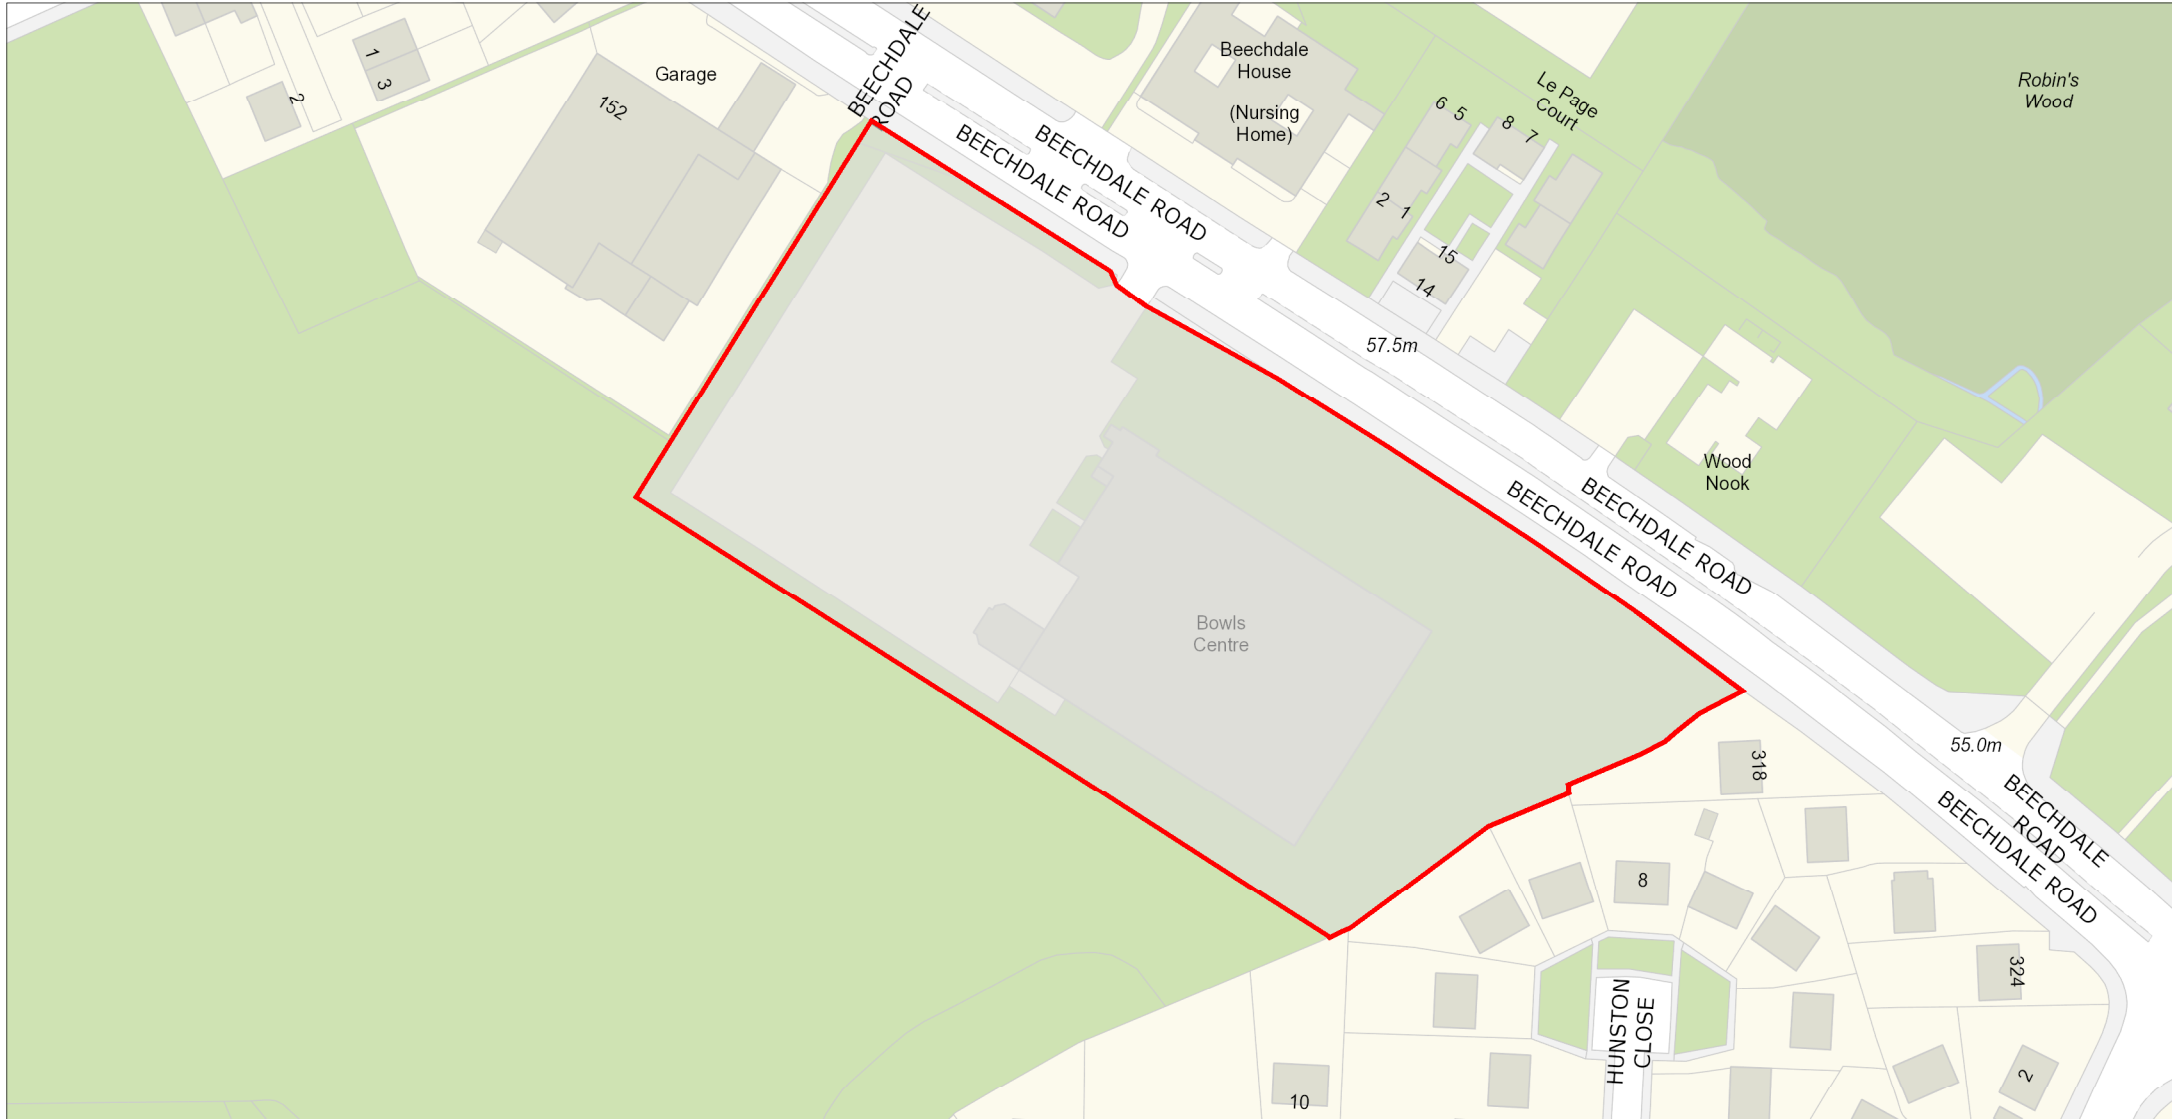 1
3
2
Garage
152
BEECHDALE
ROAD
BEECHDALE ROAD
BEECHDALE ROAD
Beechdale
House
(Nursing
Home)
6 5
8 7
Le Page
Court
Robin's
Wood
2 1
15
14
57.5m
Wood
Nook
BEECHDALE ROAD
BEECHDALE ROAD
Bowls
Centre
55.0m
318
BEECHDALE
ROAD
BEECHDALE ROAD
8
324
HUNSTON
CLOSE
10
2